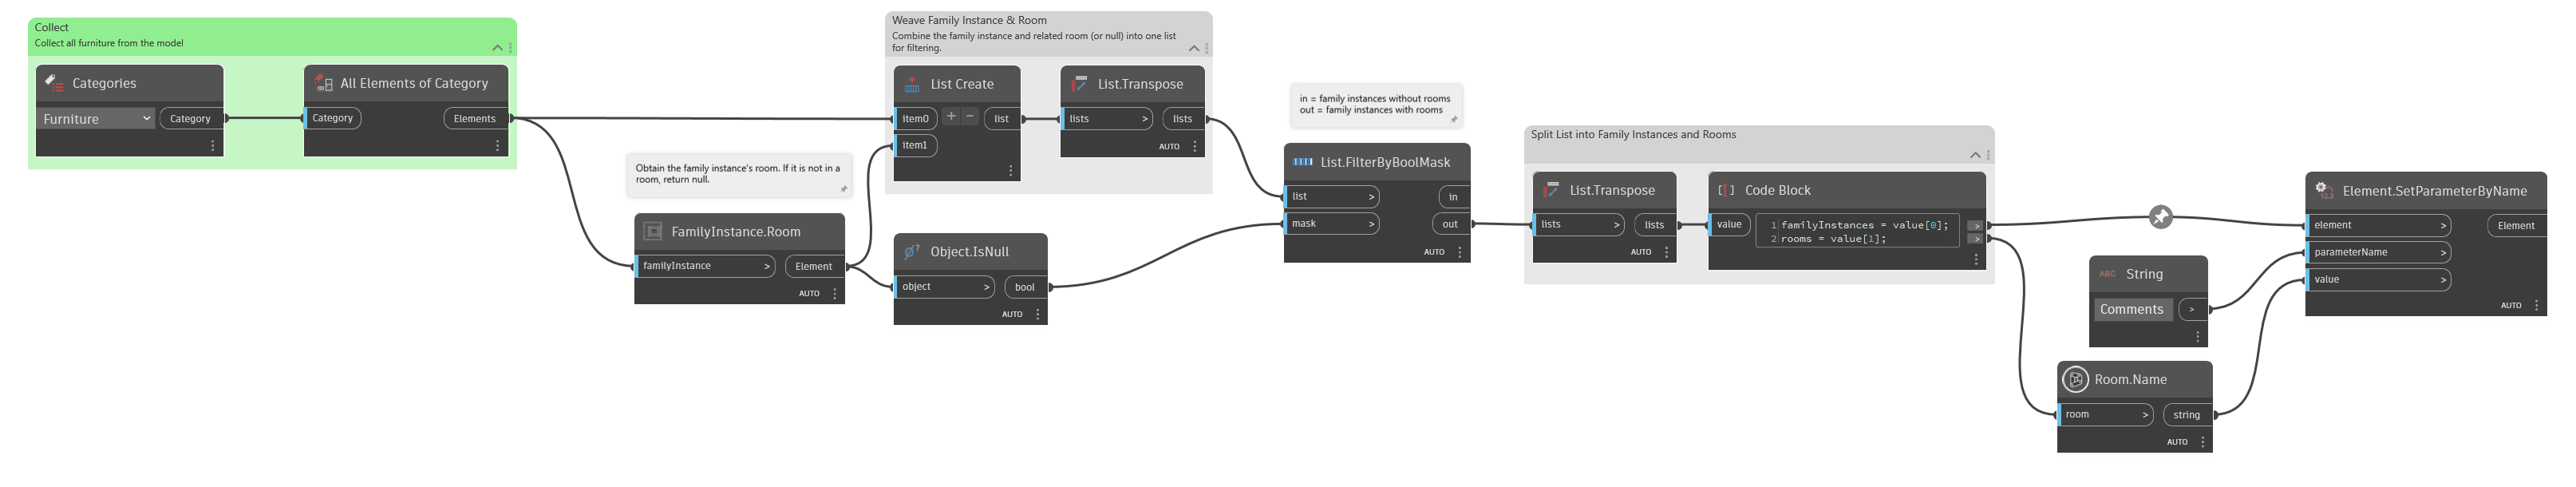 Collect
Collect all furniture from the model
Categories
Furniture
Category
All Elements of Category
Category
Elements
Obtain the family instance's room. If it is not in a
room, return null.
FamilyInstance.Room
familyInstance >
Element
AUTO
Weave Family Instance & Room
Combine the family instance and related room (or null) into one list
for filtering.
List Create
item0
+
-
list
item1
List.Transpose
lists >
lists
AUTO
Object.IsNull
object >
bool
AUTO
in = family instances without rooms
out = family instances with rooms
List.FilterByBoolMask
list >
in
mask >
out
AUTO
Split List into Family Instances and Rooms
List.Transpose
lists >
lists
AUTO
Code Block
value
1 familyInstances = value[0];
2 rooms = value[1];
>
>
ABC String
Comments
>
Room.Name
room >
string
AUTO
Element.SetParameterByName
element >
Element
parameterName >
value >
AUTO